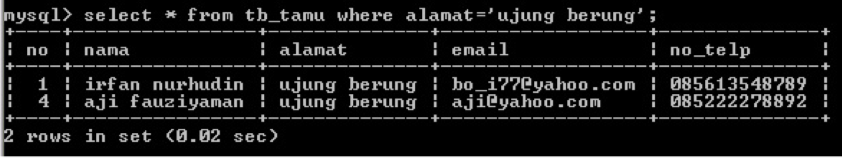 mysql> select * from tb_tamu where alamat='ujung berung';
+----+-----------------+--------------+-------------------+--------------+
| no | nama | alamat | email | no_telp |
+----+-----------------+--------------+-------------------+--------------+
| 1 | irfan nurhudin | ujung berung | bo_i77@yahoo.com | 085613548789 |
| 4 | aji fauziyaman | ujung berung | aji@yahoo.com | 085222278892 |
+----+-----------------+--------------+-------------------+--------------+
2 rows in set (0.02 sec)